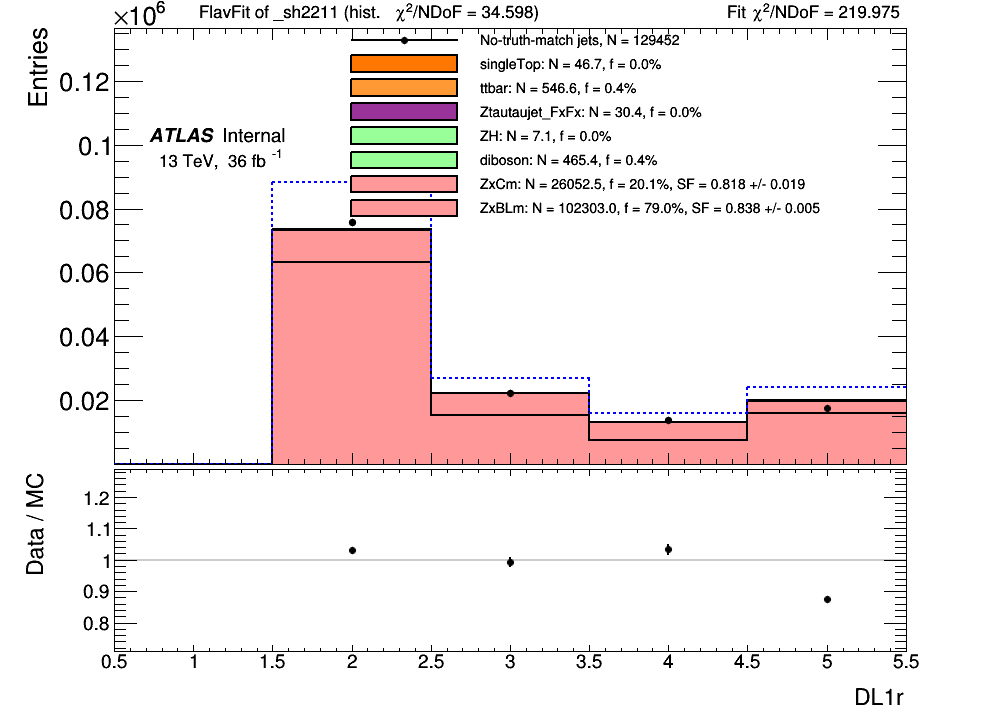 ×10⁶ FlavFit of _sh2211 (hist. χ²/NDoF = 34.598) Fit χ²/NDoF = 219.975
Entries
No-truth-match jets, N = 129452
singleTop: N = 46.7, f = 0.0%
ttbar: N = 546.6, f = 0.4%
Ztautaujet_FxFx: N = 30.4, f = 0.0%
ZH: N = 7.1, f = 0.0%
diboson: N = 465.4, f = 0.4%
ZxCm: N = 26052.5, f = 20.1%, SF = 0.818 +/- 0.019
ZxBLm: N = 102303.0, f = 79.0%, SF = 0.838 +/- 0.005
ATLAS Internal
13 TeV, 36 fb⁻¹
0.12
0.1
0.08
0.06
0.04
0.02
Data / MC
1.2
1.1
1
0.9
0.8
0.5 1 1.5 2 2.5 3 3.5 4 4.5 5 5.5
DL1r